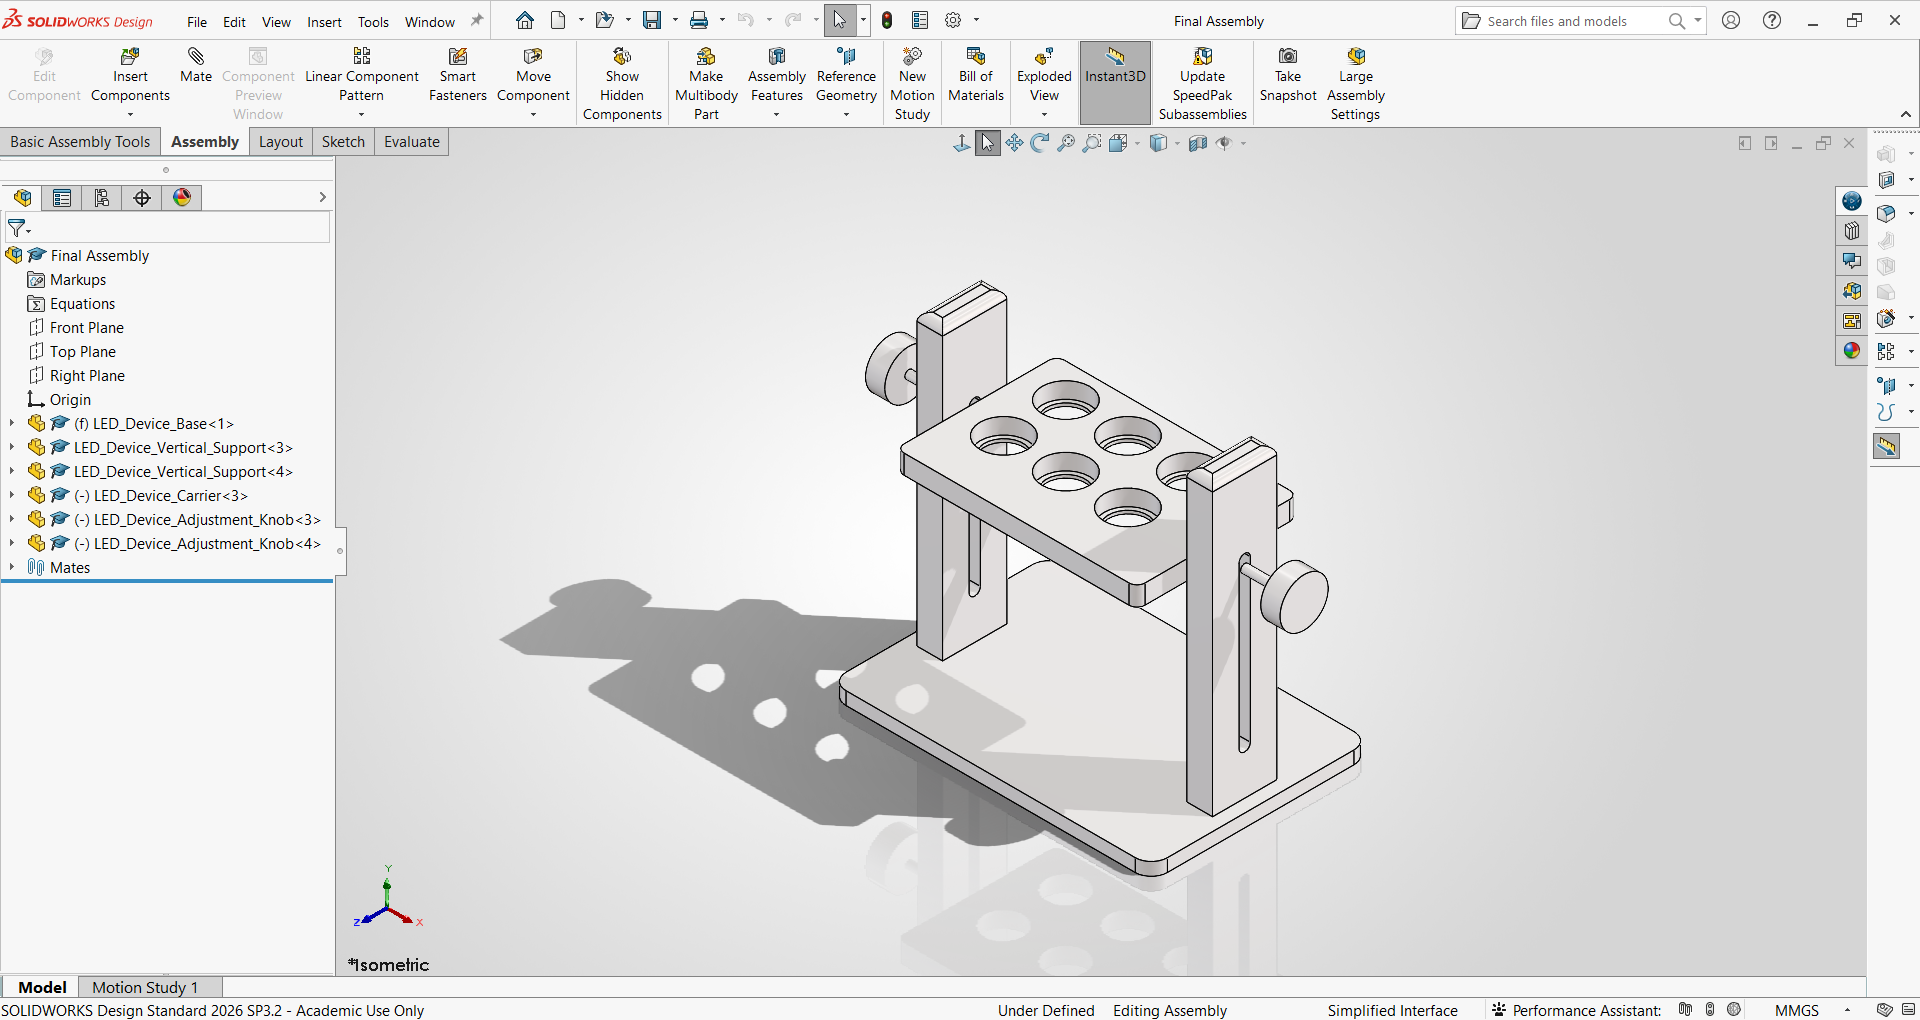 SOLIDWORKS Design File Edit View Insert Tools Window Final Assembly Search files and models
Edit Component
Insert Components
Mate
Component Preview Window
Linear Component Pattern
Smart Fasteners
Move Component
Show Hidden Components
Make Multibody Part
Assembly Features
Reference Geometry
New Motion Study
Bill of Materials
Exploded View
Instant3D
Update SpeedPak Subassemblies
Take Snapshot
Large Assembly Settings
Basic Assembly Tools Assembly Layout Sketch Evaluate
Final Assembly
Markups
Equations
Front Plane
Top Plane
Right Plane
Origin
(f) LED_Device_Base<1>
LED_Device_Vertical_Support<3>
LED_Device_Vertical_Support<4>
(-) LED_Device_Carrier<3>
(-) LED_Device_Adjustment_Knob<3>
(-) LED_Device_Adjustment_Knob<4>
Mates
Y
Z X
*Isometric
Model Motion Study 1
SOLIDWORKS Design Standard 2026 SP3.2 - Academic Use Only Under Defined Editing Assembly Simplified Interface Performance Assistant: MMGS